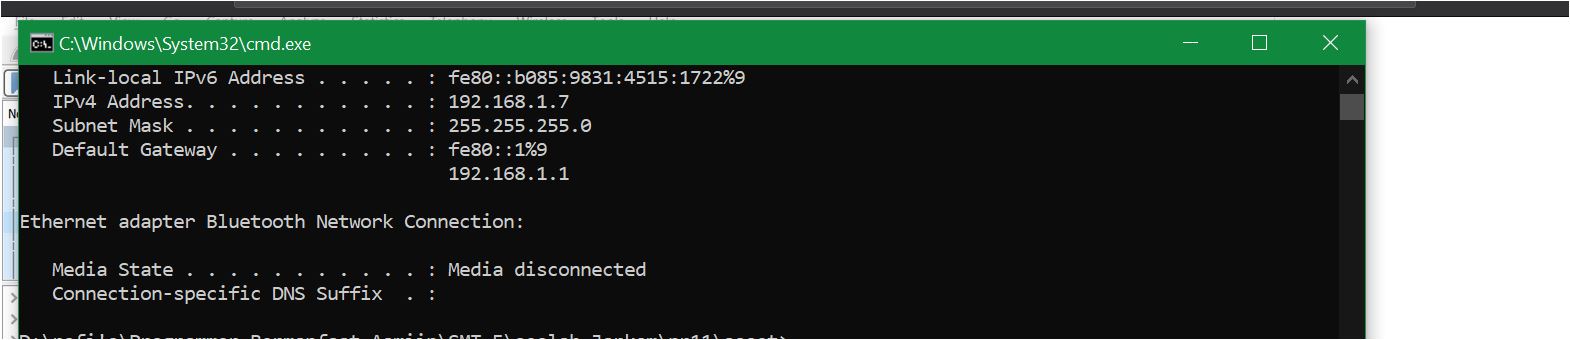 C:\Windows\System32\cmd.exe
Link-local IPv6 Address . . . . . : fe80::b085:9831:4515:1722%9
IPv4 Address. . . . . . . . . . . : 192.168.1.7
Subnet Mask . . . . . . . . . . . : 255.255.255.0
Default Gateway . . . . . . . . . : fe80::1%9
192.168.1.1
Ethernet adapter Bluetooth Network Connection:
Media State . . . . . . . . . . . : Media disconnected
Connection-specific DNS Suffix  . :